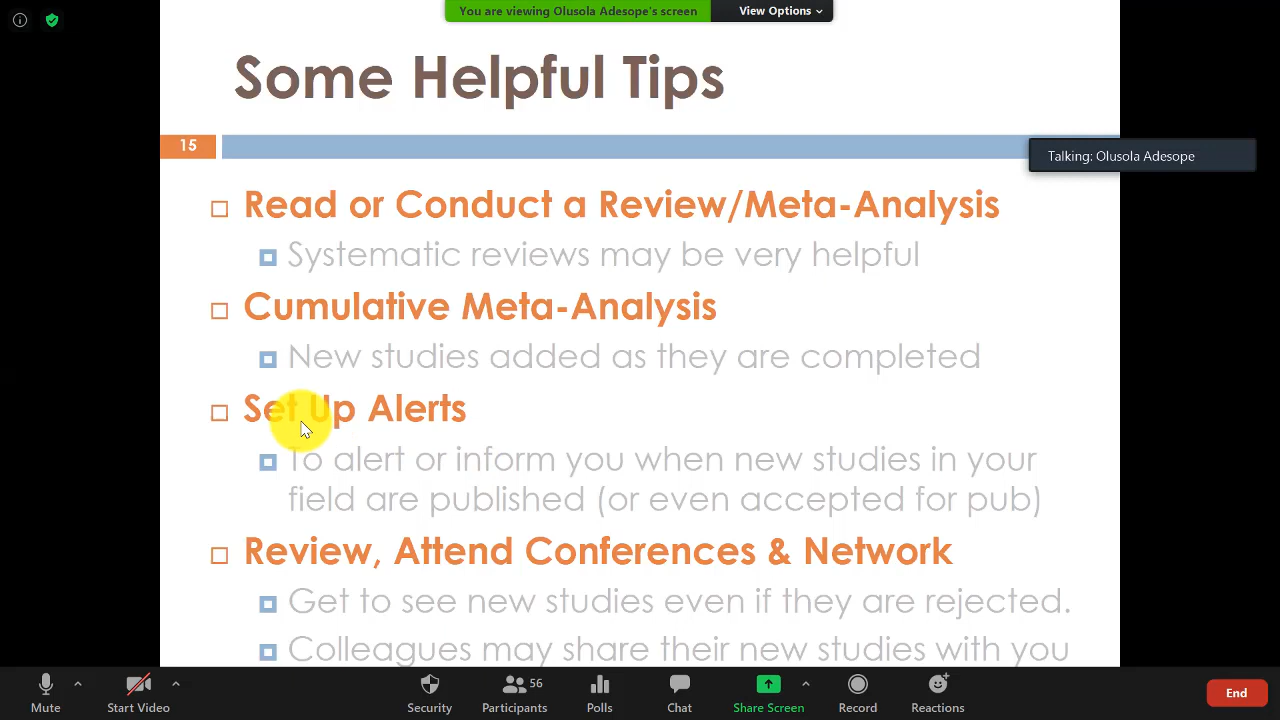 You are viewing Olusola Adesope's screen
View Options
Some Helpful Tips
15
Talking: Olusola Adesope
Read or Conduct a Review/Meta-Analysis
Systematic reviews may be very helpful
Cumulative Meta-Analysis
New studies added as they are completed
Set Up Alerts
To alert or inform you when new studies in your
field are published (or even accepted for pub)
Review, Attend Conferences & Network
Get to see new studies even if they are rejected.
Colleagues may share their new studies with you
Mute
Start Video
Security
Participants
56
Polls
Chat
Share Screen
Record
Reactions
End